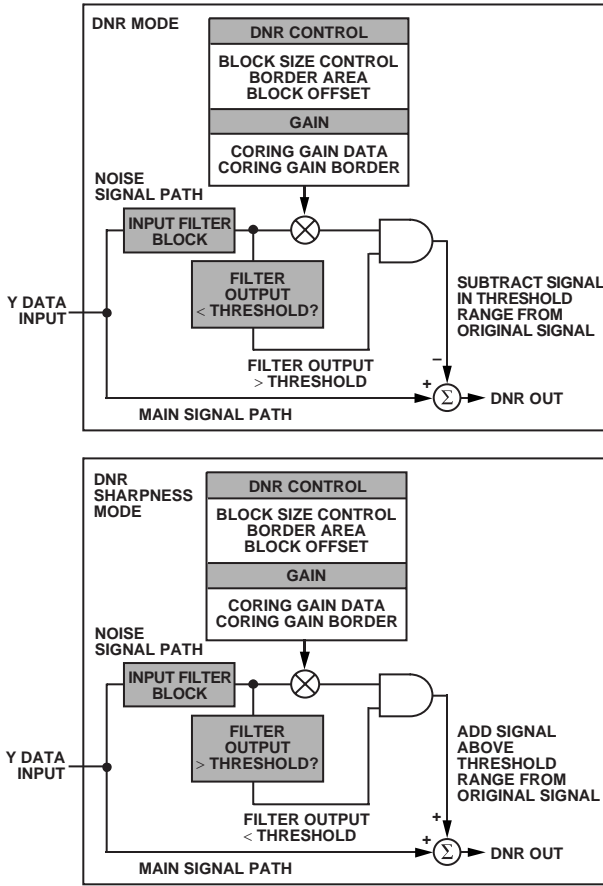 DNR MODE
DNR CONTROL
BLOCK SIZE CONTROL
BORDER AREA
BLOCK OFFSET
GAIN
CORING GAIN DATA
CORING GAIN BORDER
NOISE
SIGNAL PATH
INPUT FILTER
BLOCK
FILTER
OUTPUT
< THRESHOLD?
Y DATA
INPUT
FILTER OUTPUT
> THRESHOLD
SUBTRACT SIGNAL
IN THRESHOLD
RANGE FROM
ORIGINAL SIGNAL
–
+
Σ
DNR OUT
MAIN SIGNAL PATH
DNR
SHARPNESS
MODE
DNR CONTROL
BLOCK SIZE CONTROL
BORDER AREA
BLOCK OFFSET
GAIN
CORING GAIN DATA
CORING GAIN BORDER
NOISE
SIGNAL PATH
INPUT FILTER
BLOCK
FILTER
OUTPUT
> THRESHOLD?
Y DATA
INPUT
FILTER OUTPUT
< THRESHOLD
ADD SIGNAL
ABOVE
THRESHOLD
RANGE FROM
ORIGINAL SIGNAL
+
+
Σ
DNR OUT
MAIN SIGNAL PATH